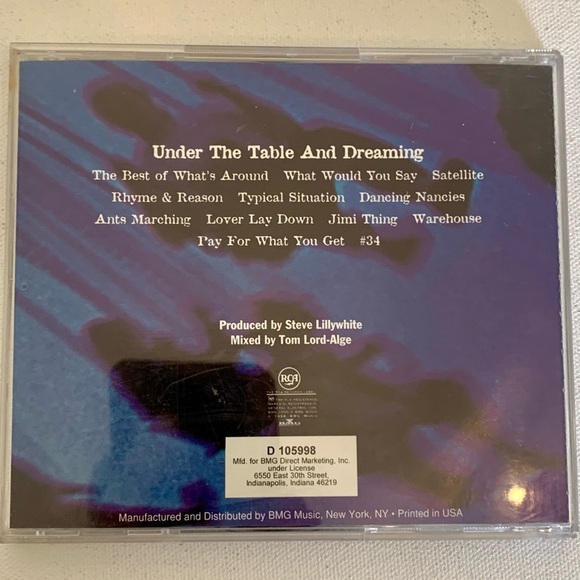 Under The Table And Dreaming
The Best of What's Around What Would You Say Satellite
Rhyme & Reason Typical Situation Dancing Nancies
Ants Marching Lover Lay Down Jimi Thing Warehouse
Pay For What You Get #34
Produced by Steve Lillywhite
Mixed by Tom Lord-Alge
RCA
BMG
D 105998
Mfd. for BMG Direct Marketing, Inc.
under License
6550 East 30th Street,
Indianapolis, Indiana 46219
Manufactured and Distributed by BMG Music, New York, NY • Printed in USA